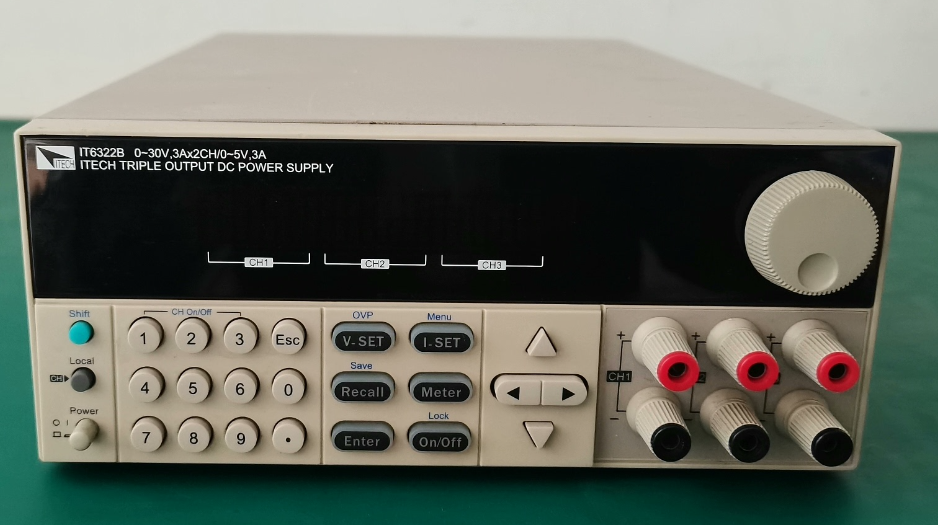 ITECH
IT6322B 0~30V,3Ax2CH/0~5V,3A
ITECH TRIPLE OUTPUT DC POWER SUPPLY
CH1 CH2 CH3
Shift
Local
CH
Power
CH On/Off
1 2 3 Esc
4 5 6 0
7 8 9 .
OVP Menu
V-SET I-SET
Save
Recall Meter
Lock
Enter On/Off
+ + +
CH1
−